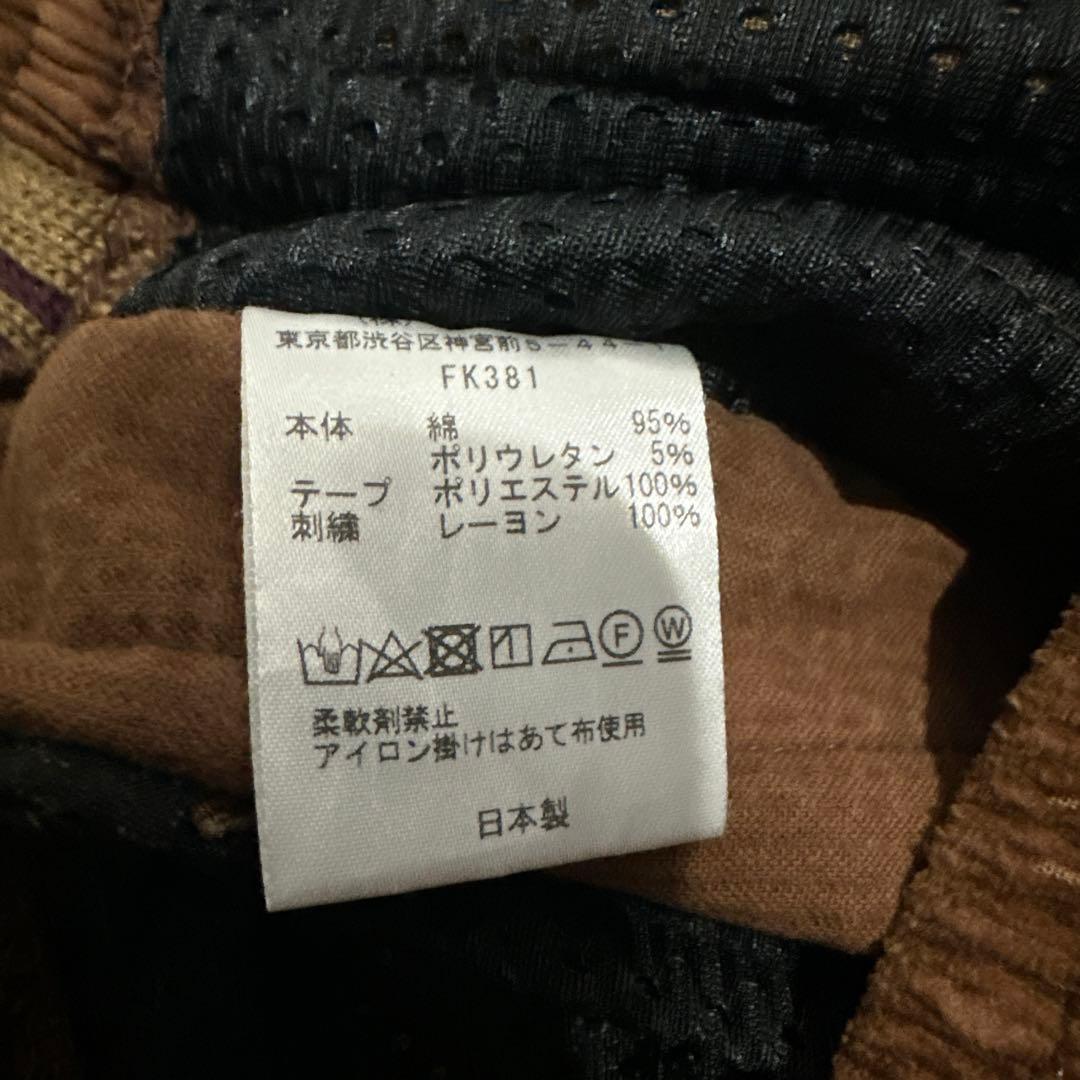 東京都渋谷区神宮前5-44-1
FK381
本体 綿 95%
ポリウレタン 5%
テープ ポリエステル100%
刺繍 レーヨン 100%
F W
柔軟剤禁止
アイロン掛けはあて布使用
日本製